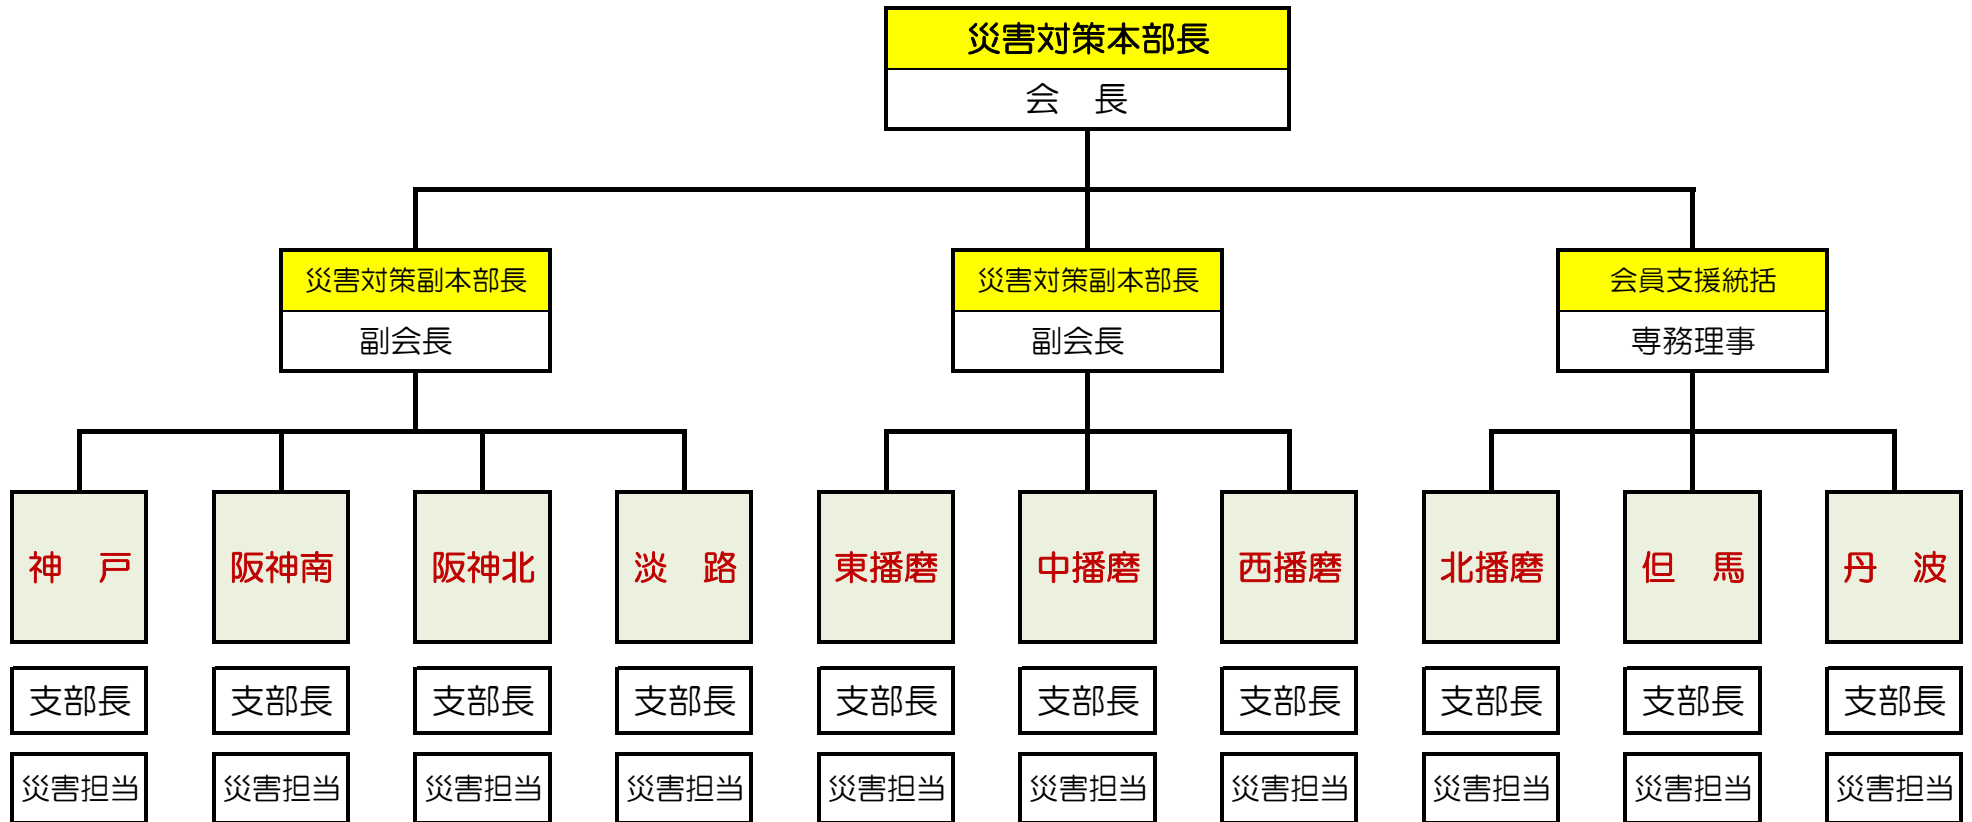 災害対策本部長
会　長
災害対策副本部長
副会長
災害対策副本部長
副会長
会員支援統括
専務理事
神　戸
阪神南
阪神北
淡　路
東播磨
中播磨
西播磨
北播磨
但　馬
丹　波
支部長
支部長
支部長
支部長
支部長
支部長
支部長
支部長
支部長
支部長
災害担当
災害担当
災害担当
災害担当
災害担当
災害担当
災害担当
災害担当
災害担当
災害担当